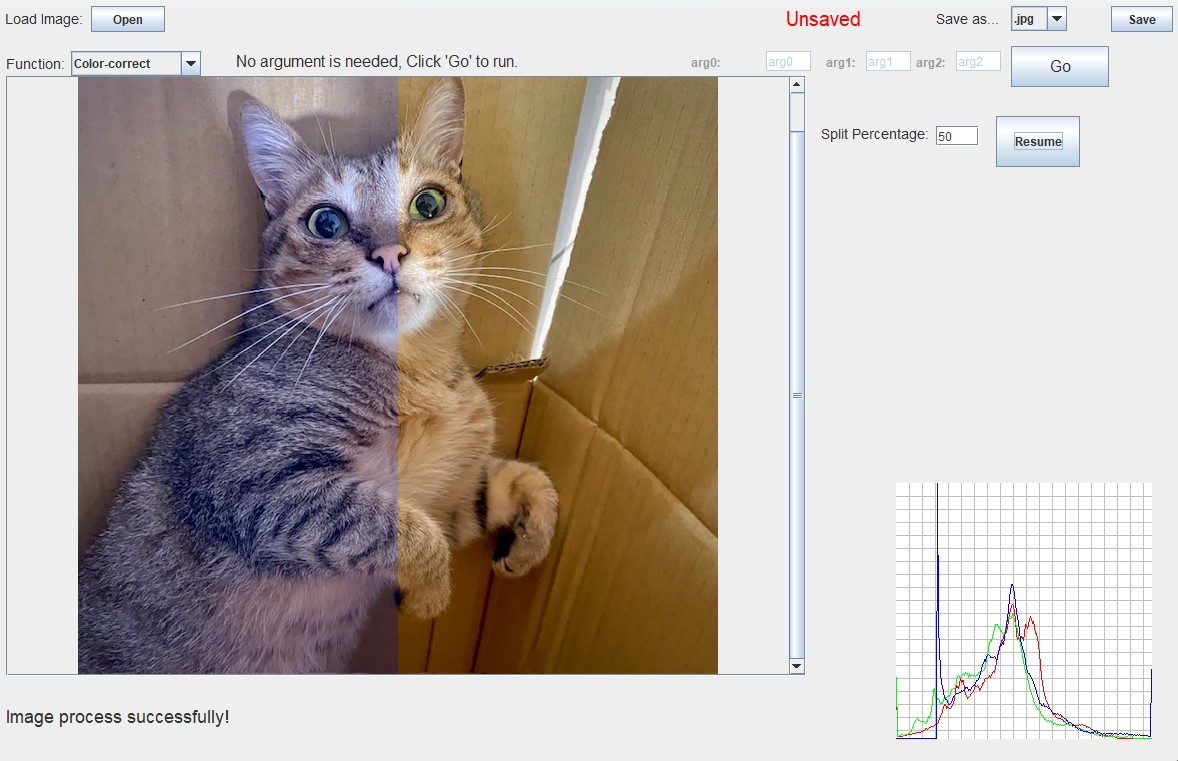 Load Image: Open Unsaved Save as... .jpg Save
Function: Color-correct No argument is needed, Click 'Go' to run. arg0: arg0 arg1: arg1 arg2: arg2 Go
Split Percentage: 50 Resume
Image process successfully!